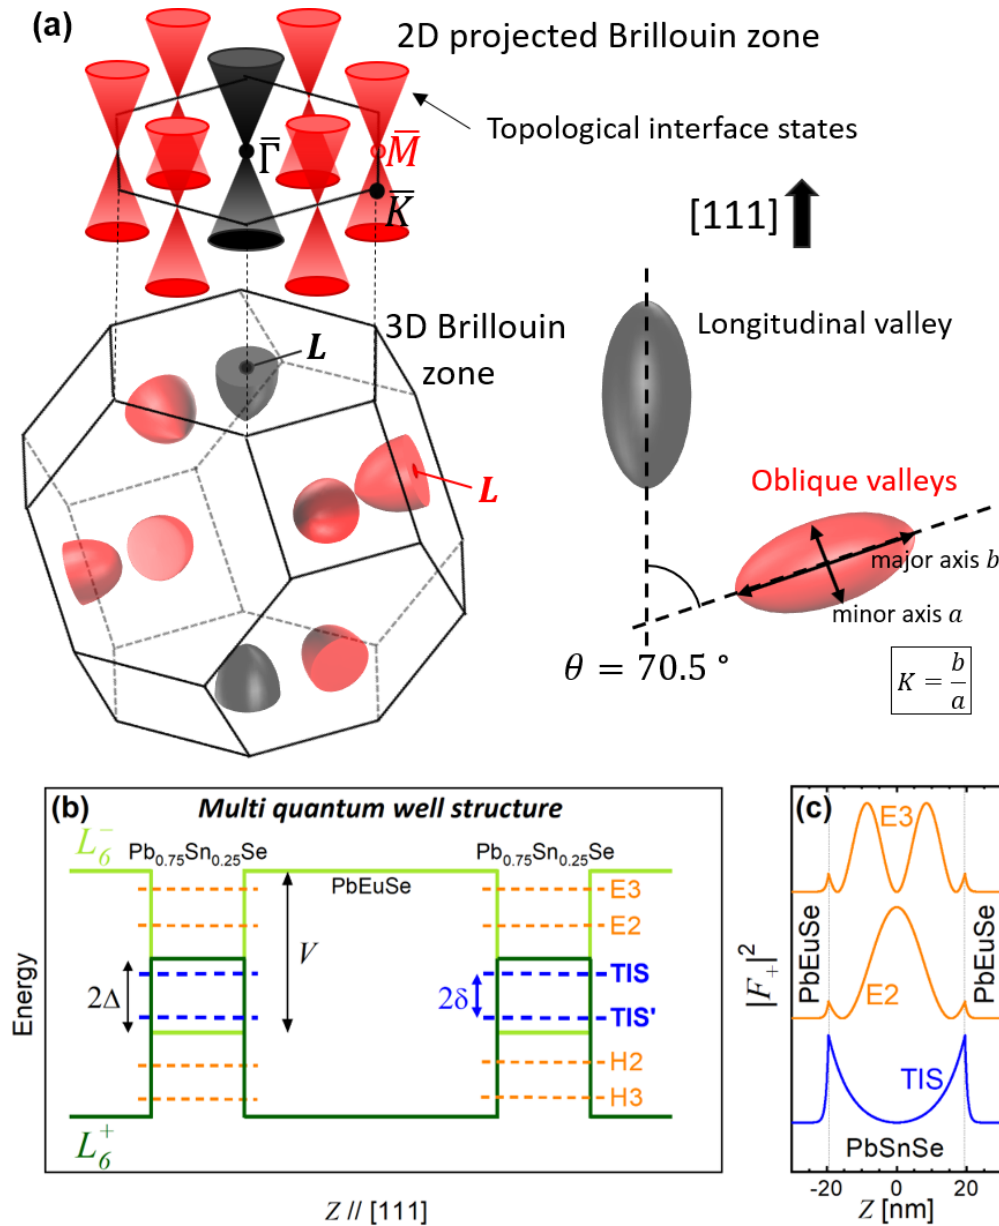 (a)
2D projected Brillouin zone
Topological interface states
Γ̅
M̅
K̅
[111]
3D Brillouin
zone
L
L
Longitudinal valley
Oblique valleys
major axis b
minor axis a
θ = 70.5 °
K = b/a
(b)
Multi quantum well structure
L₆⁻
Pb0.75Sn0.25Se
Pb0.75Sn0.25Se
PbEuSe
E3
E2
V
2Δ
2δ
TIS
TIS'
H2
H3
L₆⁺
Energy
Z // [111]
(c)
E3
E2
TIS
PbEuSe
PbEuSe
PbSnSe
|F₊|²
-20
0
20
Z [nm]